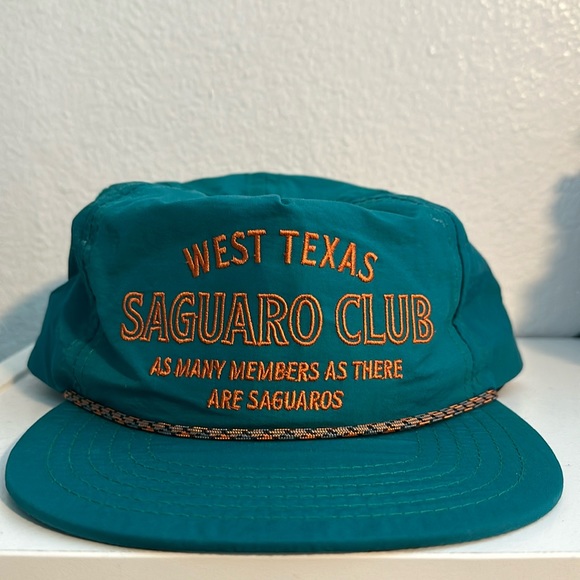 WEST TEXAS
SAGUARO CLUB
AS MANY MEMBERS AS THERE
ARE SAGUAROS